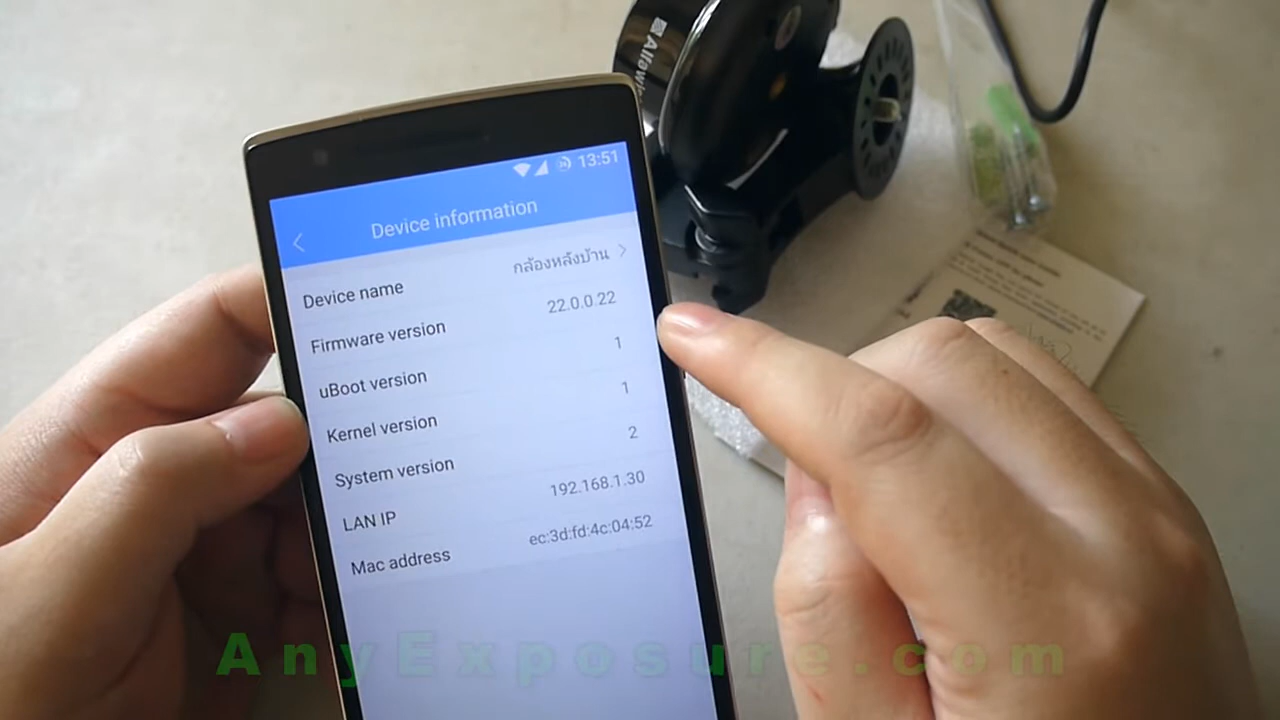 13:51
Device information
Device name กล้องหลังบ้าน
Firmware version 22.0.0.22
uBoot version 1
Kernel version 1
System version 2
LAN IP 192.168.1.30
Mac address ec:3d:fd:4c:04:52
AnyExposure.com